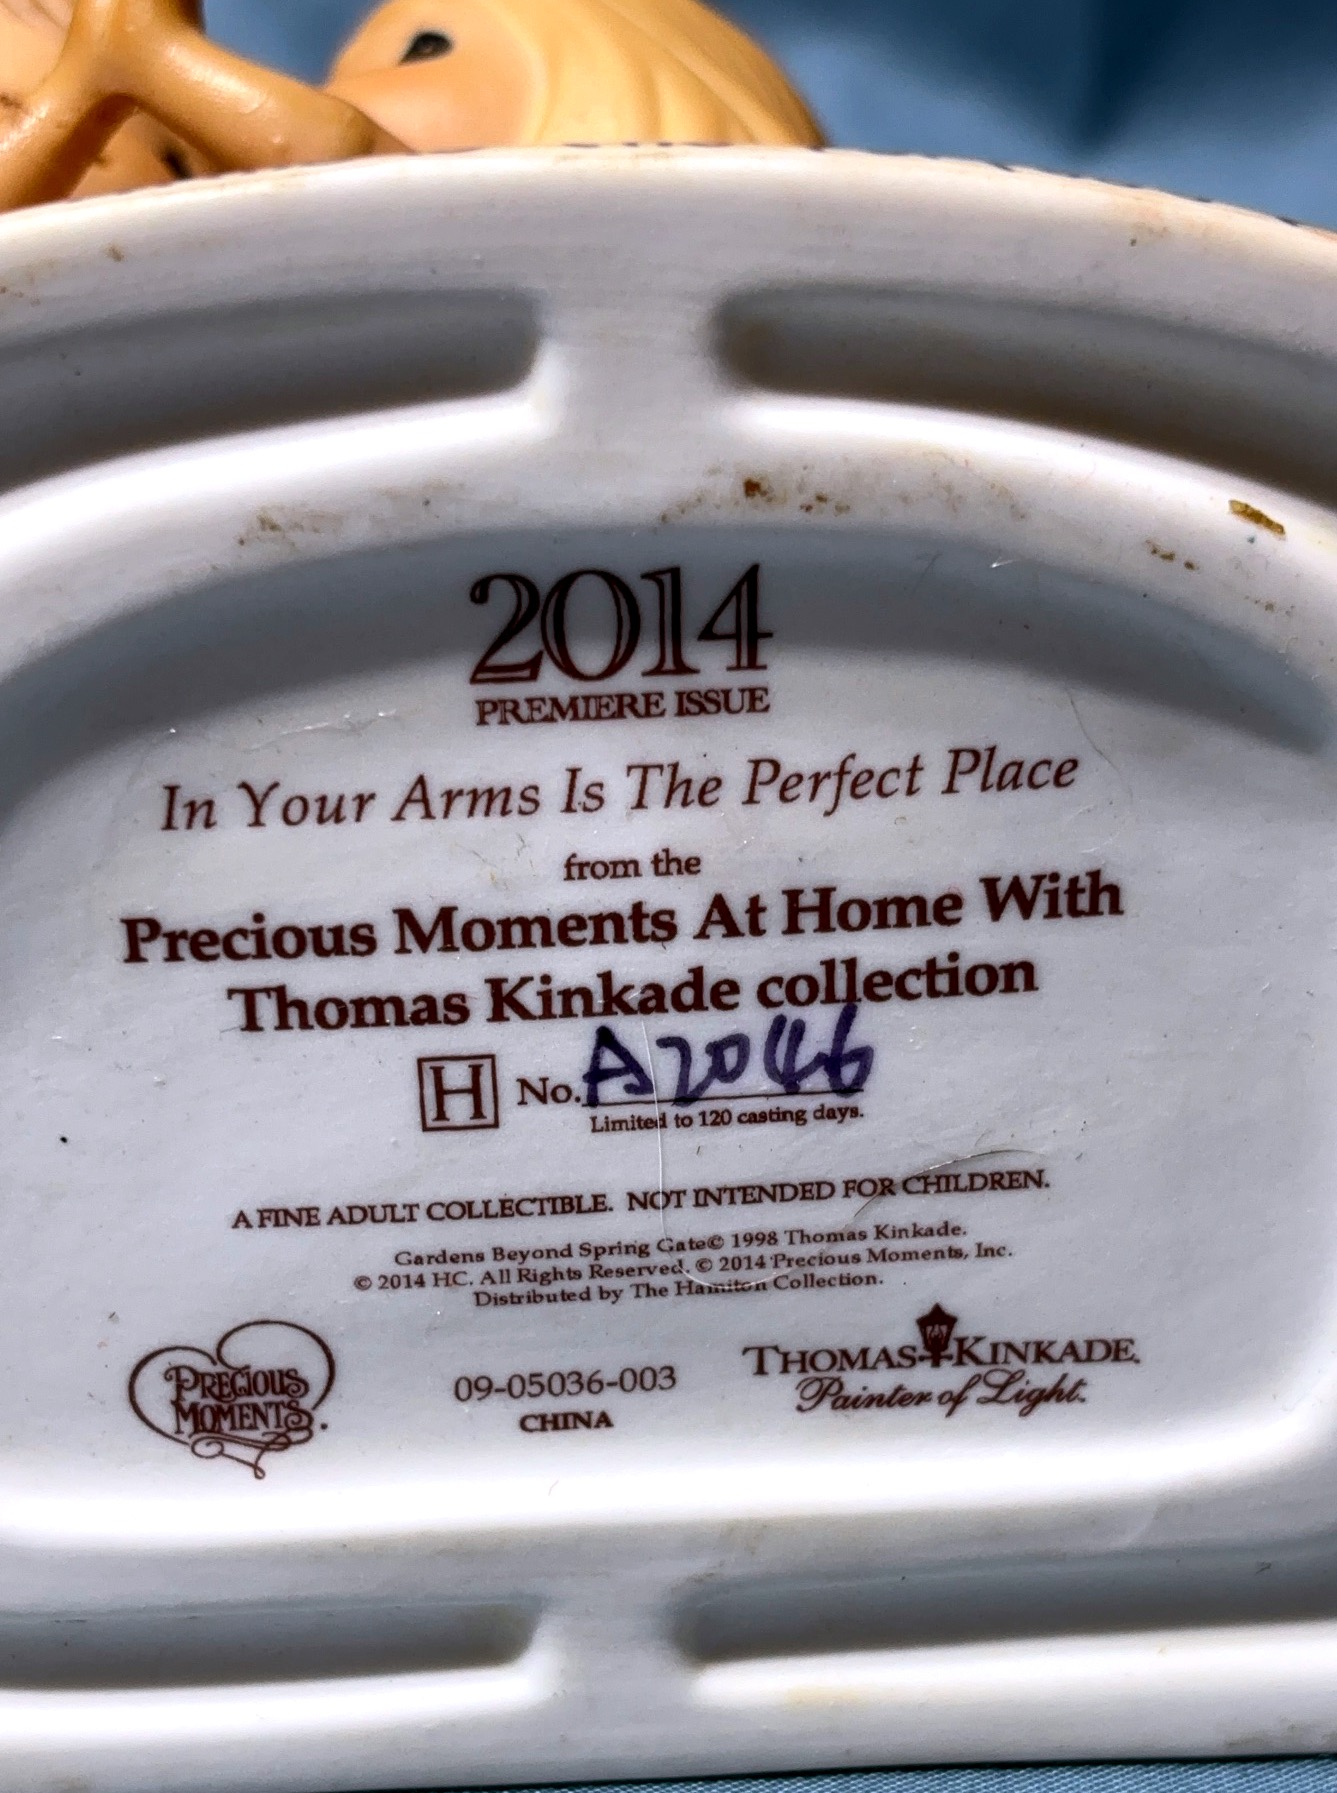 2014
PREMIERE ISSUE
In Your Arms Is The Perfect Place
from the
Precious Moments At Home With
Thomas Kinkade collection
H No. A2046
Limited to 120 casting days.
A FINE ADULT COLLECTIBLE. NOT INTENDED FOR CHILDREN.
Gardens Beyond Spring Gate© 1998 Thomas Kinkade.
© 2014 HC. All Rights Reserved. © 2014 Precious Moments, Inc.
Distributed by The Hamilton Collection.
PRECIOUS
MOMENTS.
09-05036-003
CHINA
THOMAS KINKADE.
Painter of Light.